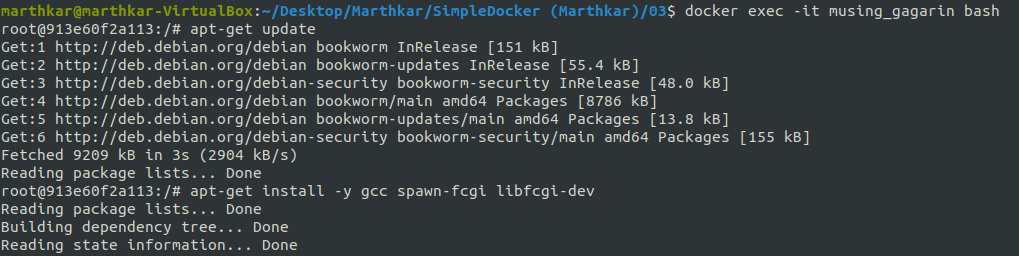 marthkar@marthkar-VirtualBox:~/Desktop/Marthkar/SimpleDocker (Marthkar)/03$ docker exec -it musing_gagarin bash
root@913e60f2a113:/# apt-get update
Get:1 http://deb.debian.org/debian bookworm InRelease [151 kB]
Get:2 http://deb.debian.org/debian bookworm-updates InRelease [55.4 kB]
Get:3 http://deb.debian.org/debian-security bookworm-security InRelease [48.0 kB]
Get:4 http://deb.debian.org/debian bookworm/main amd64 Packages [8786 kB]
Get:5 http://deb.debian.org/debian bookworm-updates/main amd64 Packages [13.8 kB]
Get:6 http://deb.debian.org/debian-security bookworm-security/main amd64 Packages [155 kB]
Fetched 9209 kB in 3s (2904 kB/s)
Reading package lists... Done
root@913e60f2a113:/# apt-get install -y gcc spawn-fcgi libfcgi-dev
Reading package lists... Done
Building dependency tree... Done
Reading state information... Done